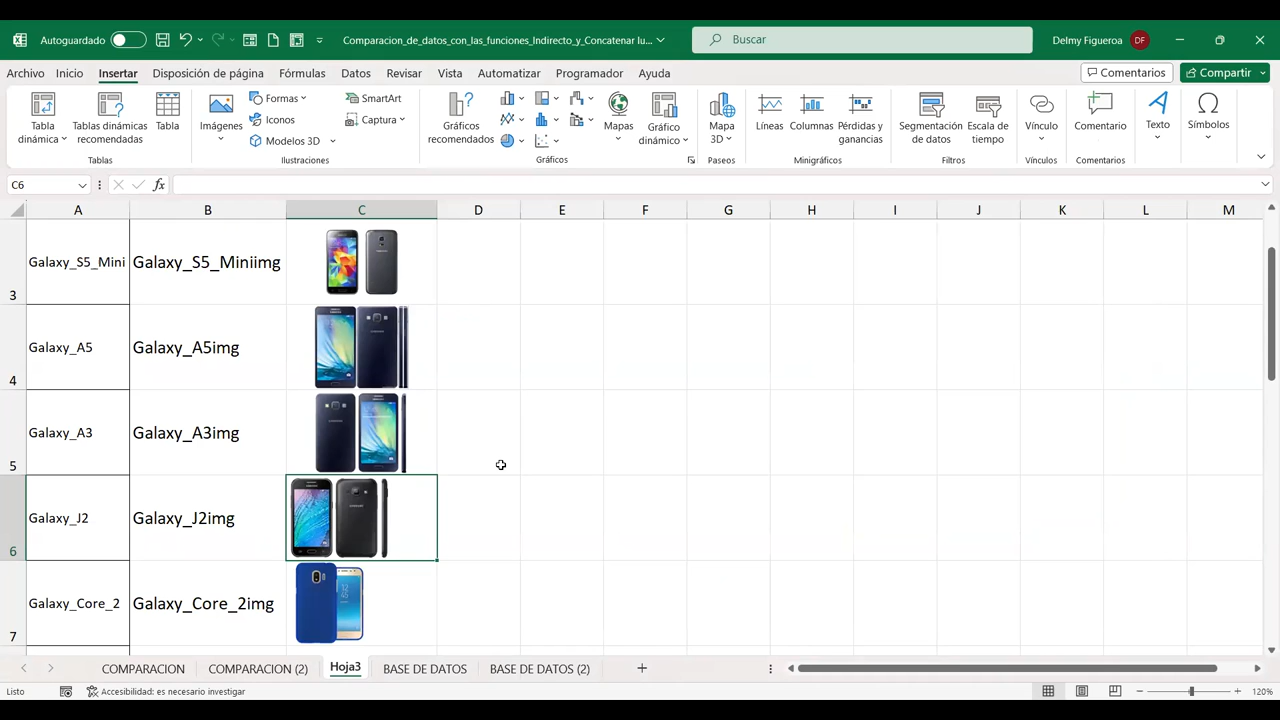 Autoguardado
Comparacion_de_datos_con_las_funciones_Indirecto_y_Concatenar lu...
Buscar
Delmy Figueroa
DF
Archivo Inicio Insertar Disposición de página Fórmulas Datos Revisar Vista Automatizar Programador Ayuda
Comentarios
Compartir
Tabla dinámica
Tablas dinámicas recomendadas
Tabla
Tablas
Imágenes
Formas
Iconos
Modelos 3D
SmartArt
Captura
Ilustraciones
Gráficos recomendados
Mapas
Gráfico dinámico
Gráficos
Mapa 3D
Paseos
Líneas
Columnas
Pérdidas y ganancias
Minigráficos
Segmentación de datos
Escala de tiempo
Filtros
Vínculo
Vínculos
Comentario
Comentarios
Texto
Símbolos
C6
fx
A B C D E F G H I J K L M
3 Galaxy_S5_Mini Galaxy_S5_Miniimg
4 Galaxy_A5 Galaxy_A5img
5 Galaxy_A3 Galaxy_A3img
6 Galaxy_J2 Galaxy_J2img
7 Galaxy_Core_2 Galaxy_Core_2img
COMPARACION COMPARACION (2) Hoja3 BASE DE DATOS BASE DE DATOS (2)
Listo
Accesibilidad: es necesario investigar
120%